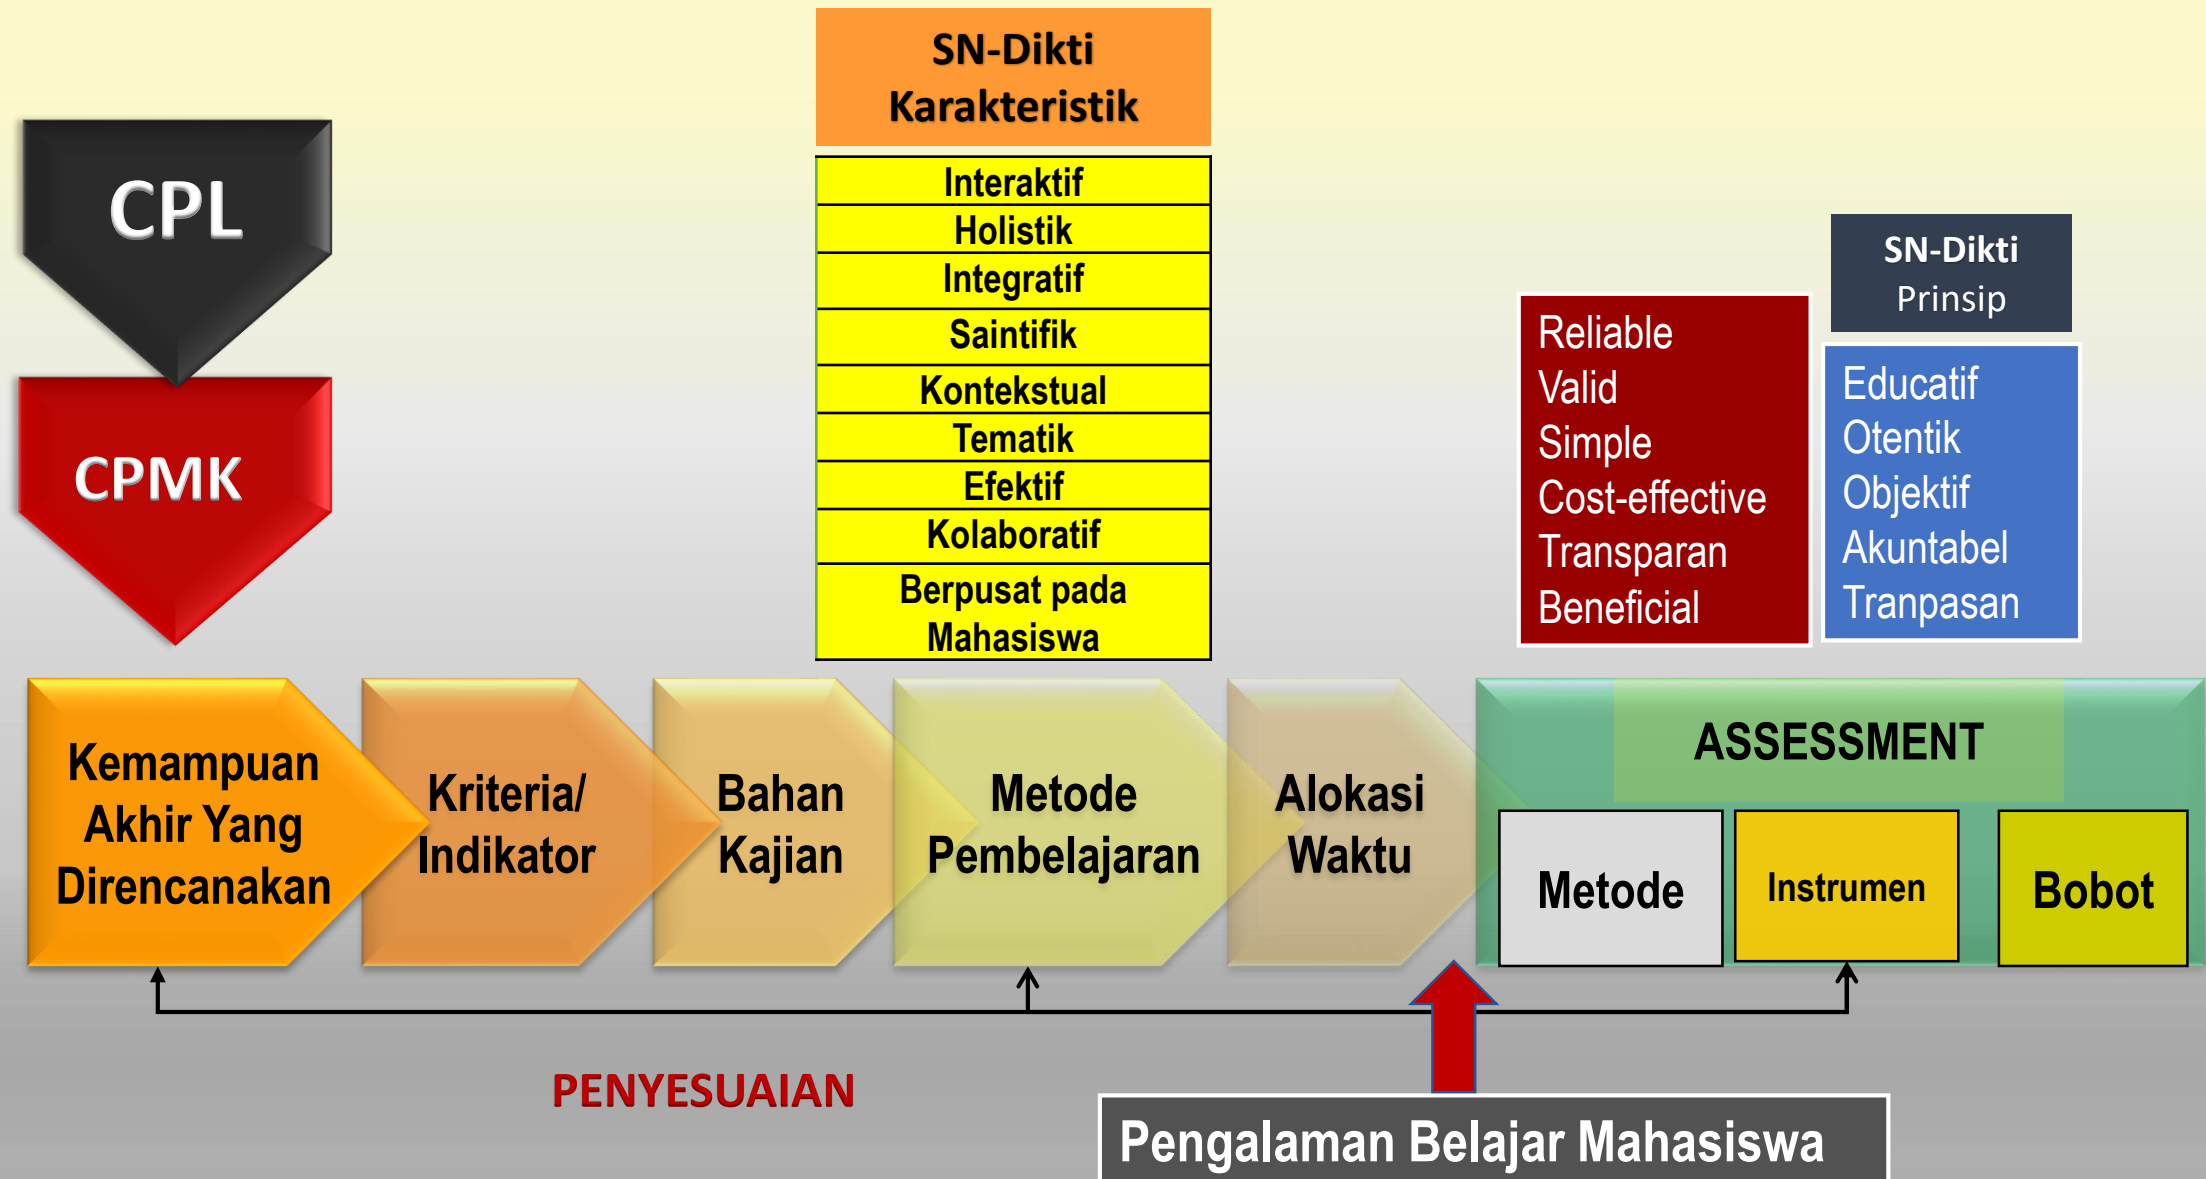 SN-Dikti
Karakteristik
CPL
CPMK
Interaktif
Holistik
Integratif
Saintifik
Kontekstual
Tematik
Efektif
Kolaboratif
Berpusat pada
Mahasiswa
Reliable
Valid
Simple
Cost-effective
Transparan
Beneficial
SN-Dikti
Prinsip
Educatif
Otentik
Objektif
Akuntabel
Tranpasan
Kemampuan
Akhir Yang
Direncanakan
Kriteria/
Indikator
Bahan
Kajian
Metode
Pembelajaran
Alokasi
Waktu
ASSESSMENT
Metode
Instrumen
Bobot
PENYESUAIAN
Pengalaman Belajar Mahasiswa